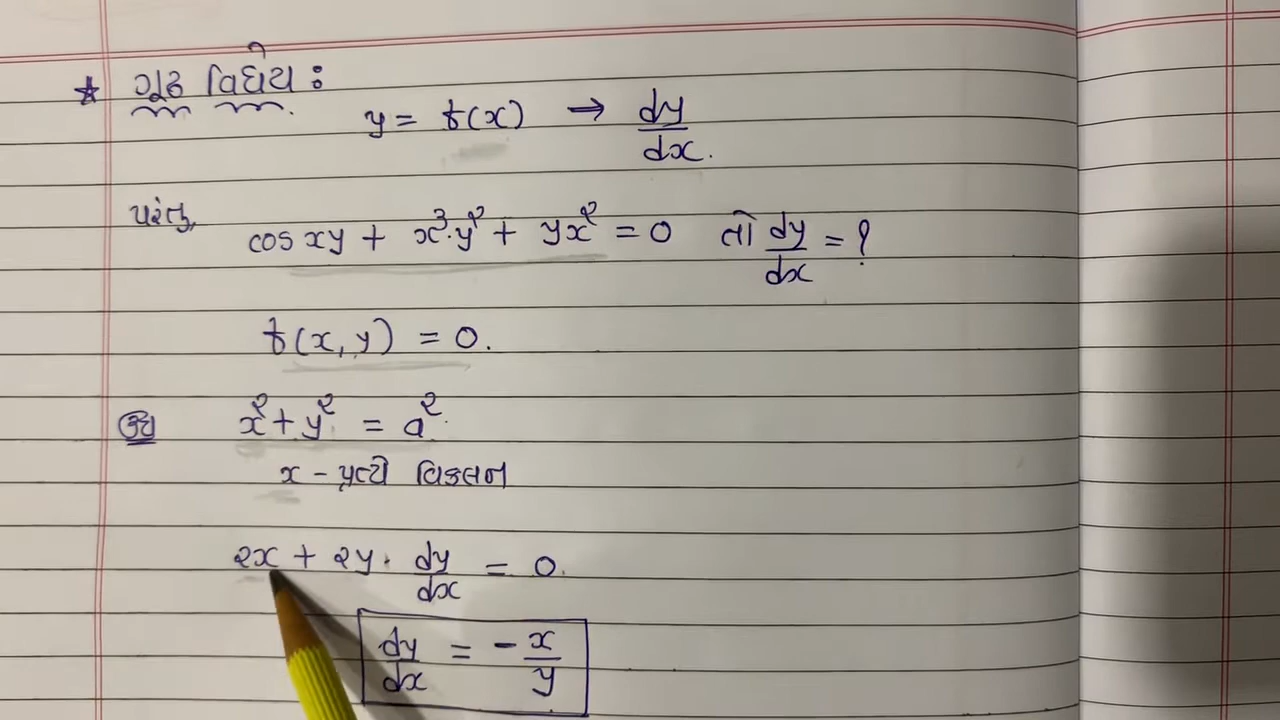 ★ ગૂઢ વિધેય :
y = f(x) → dy/dx.
પરંતુ, cos xy + x³·y² + yx² = 0 તો dy/dx = ?
f(x, y) = 0.
x² + y² = a²
x - પ્રત્યે વિકલન
2x + 2y · dy/dx = 0.
dy/dx = - x/y